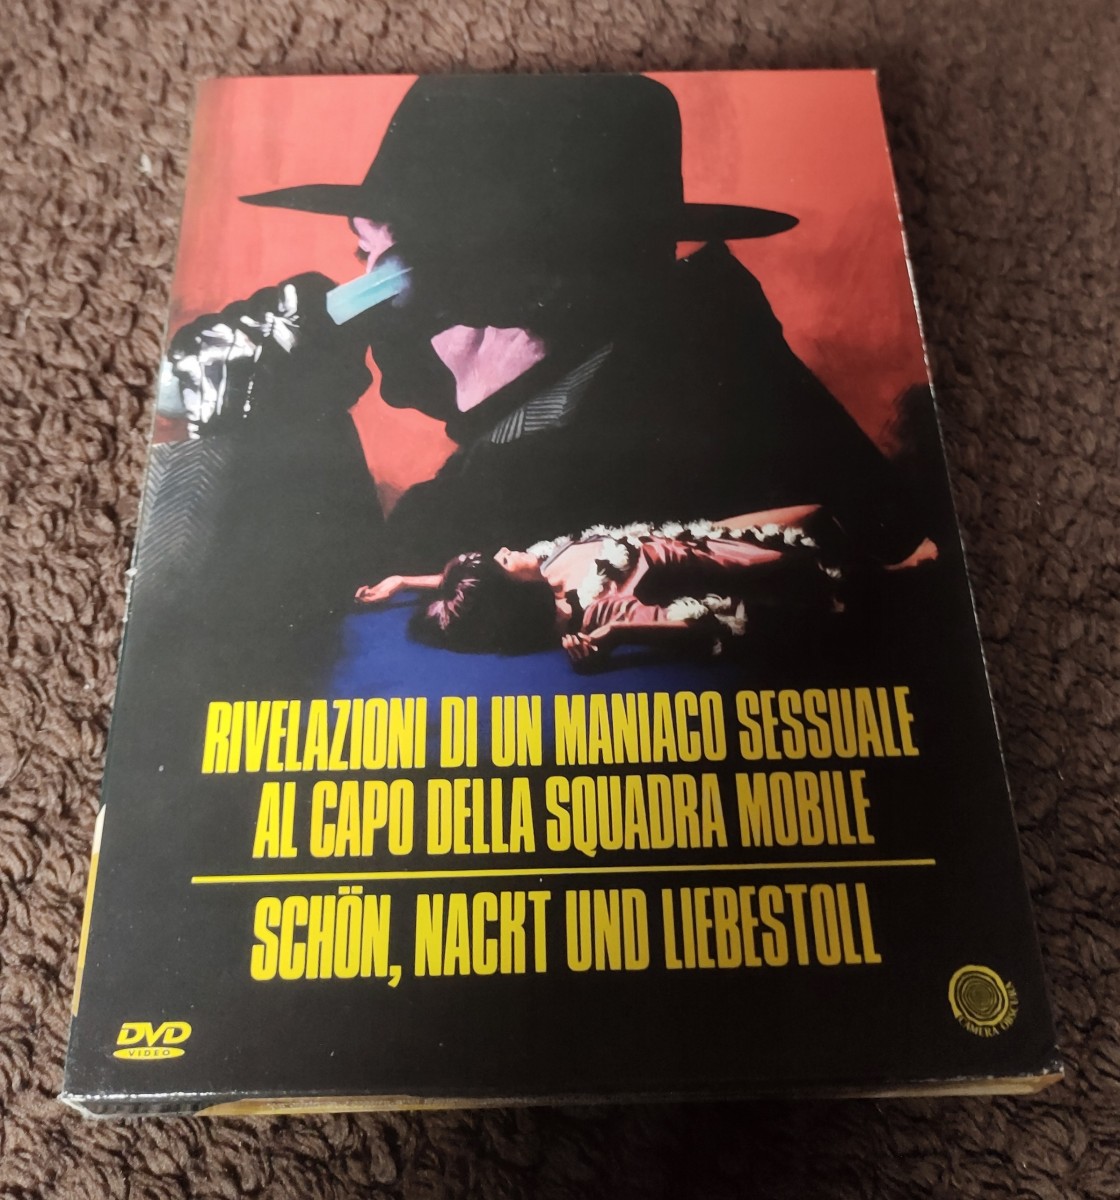 RIVELAZIONI DI UN MANIACO SESSUALE
AL CAPO DELLA SQUADRA MOBILE
SCHÖN, NACKT UND LIEBESTOLL
DVD
VIDEO
CAMERA OBSCURA